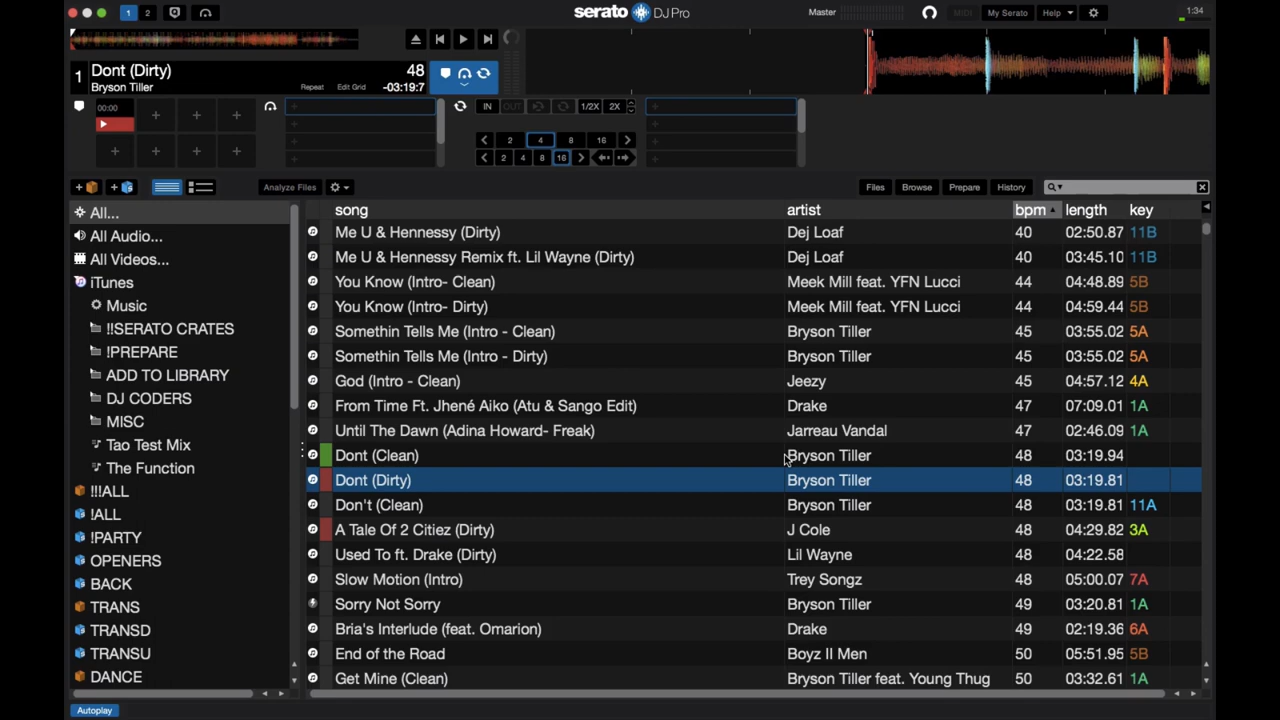 1 2 serato DJ Pro Master MIDI My Serato Help 1:34
1 Dont (Dirty) 48
Bryson Tiller Repeat Edit Grid -03:19:7
00:00 IN OUT 1/2X 2X
2 4 8 16
2 4 8 16
Analyze Files Files Browse Prepare History
All...
All Audio...
All Videos...
iTunes
Music
!!SERATO CRATES
!PREPARE
ADD TO LIBRARY
DJ CODERS
MISC
Tao Test Mix
The Function
!!!ALL
!ALL
!PARTY
OPENERS
BACK
TRANS
TRANSD
TRANSU
DANCE
song artist bpm length key
Me U & Hennessy (Dirty) Dej Loaf 40 02:50.87 11B
Me U & Hennessy Remix ft. Lil Wayne (Dirty) Dej Loaf 40 03:45.10 11B
You Know (Intro- Clean) Meek Mill feat. YFN Lucci 44 04:48.89 5B
You Know (Intro- Dirty) Meek Mill feat. YFN Lucci 44 04:59.44 5B
Somethin Tells Me (Intro - Clean) Bryson Tiller 45 03:55.02 5A
Somethin Tells Me (Intro - Dirty) Bryson Tiller 45 03:55.02 5A
God (Intro - Clean) Jeezy 45 04:57.12 4A
From Time Ft. Jhené Aiko (Atu & Sango Edit) Drake 47 07:09.01 1A
Until The Dawn (Adina Howard- Freak) Jarreau Vandal 47 02:46.09 1A
Dont (Clean) Bryson Tiller 48 03:19.94
Dont (Dirty) Bryson Tiller 48 03:19.81
Don't (Clean) Bryson Tiller 48 03:19.81 11A
A Tale Of 2 Citiez (Dirty) J Cole 48 04:29.82 3A
Used To ft. Drake (Dirty) Lil Wayne 48 04:22.58
Slow Motion (Intro) Trey Songz 48 05:00.07 7A
Sorry Not Sorry Bryson Tiller 49 03:20.81 1A
Bria's Interlude (feat. Omarion) Drake 49 02:19.36 6A
End of the Road Boyz II Men 50 05:51.95 5B
Get Mine (Clean) Bryson Tiller feat. Young Thug 50 03:32.61 1A
Autoplay